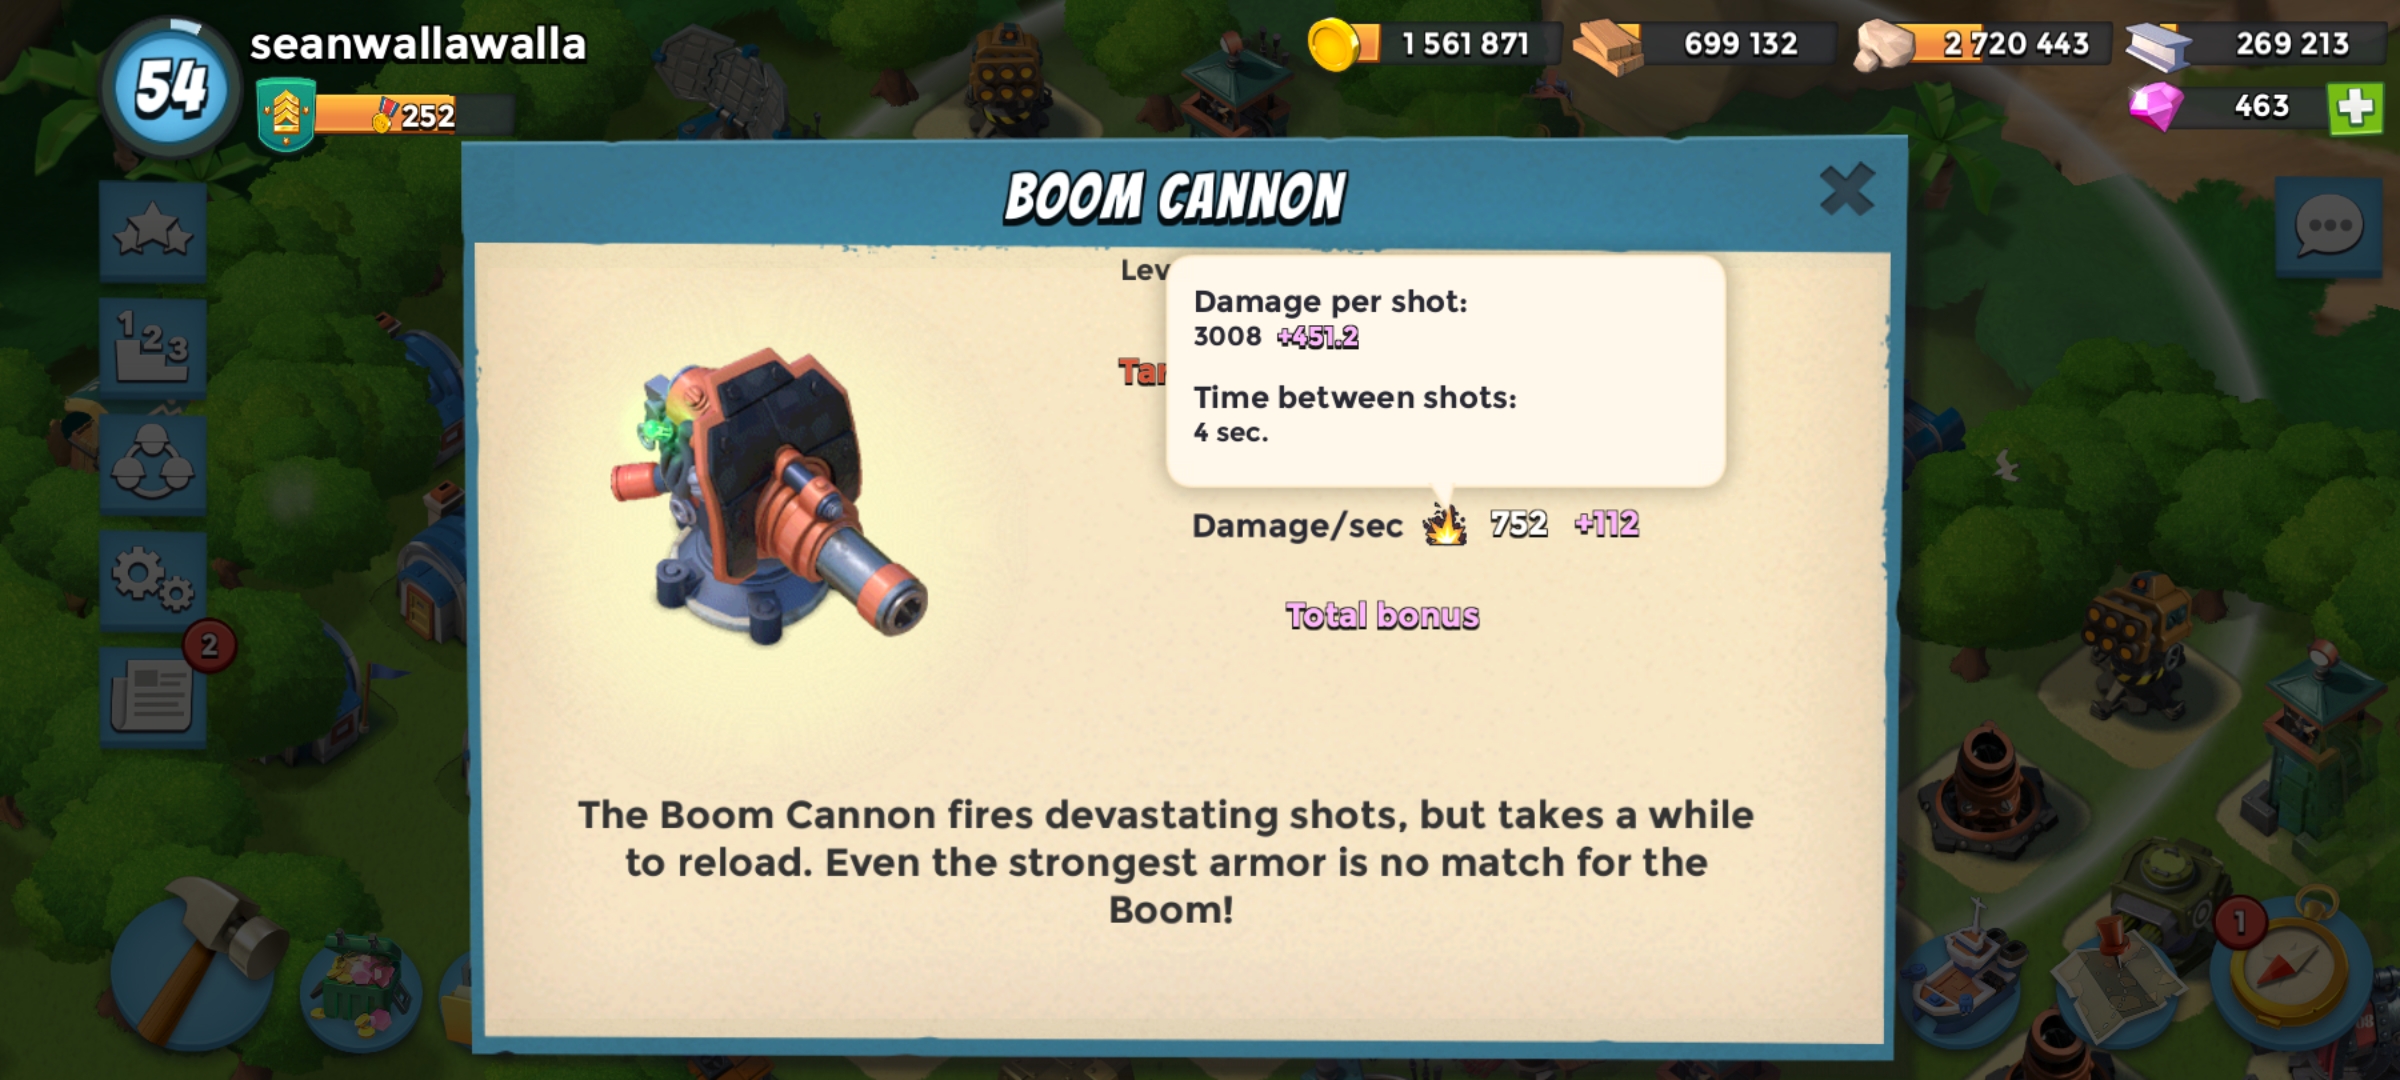 54
seanwallawalla
252
1 561 871
699 132
2 720 443
269 213
463
BOOM CANNON
Lev
Damage per shot:
3008 +451.2
Tar
Time between shots:
4 sec.
Damage/sec 752 +112
Total bonus
The Boom Cannon fires devastating shots, but takes a while
to reload. Even the strongest armor is no match for the
Boom!
1 2 3
2
1